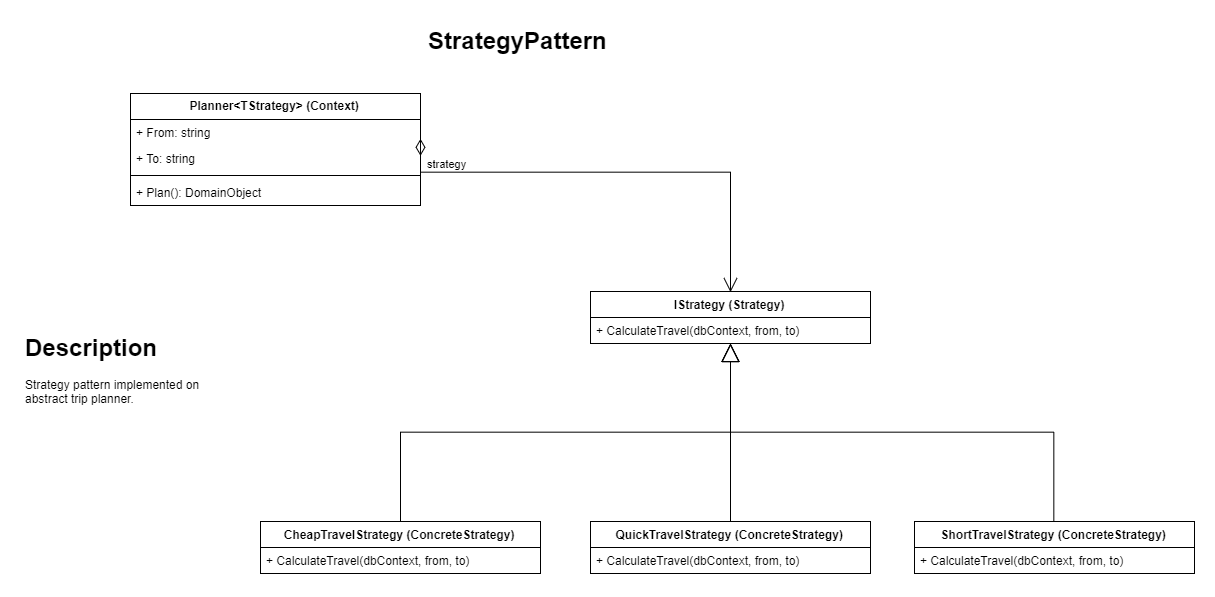 StrategyPattern
Planner<TStrategy> (Context)
+ From: string
+ To: string
+ Plan(): DomainObject
strategy
IStrategy (Strategy)
+ CalculateTravel(dbContext, from, to)
Description
Strategy pattern implemented on
abstract trip planner.
CheapTravelStrategy (ConcreteStrategy)
+ CalculateTravel(dbContext, from, to)
QuickTravelStrategy (ConcreteStrategy)
+ CalculateTravel(dbContext, from, to)
ShortTravelStrategy (ConcreteStrategy)
+ CalculateTravel(dbContext, from, to)